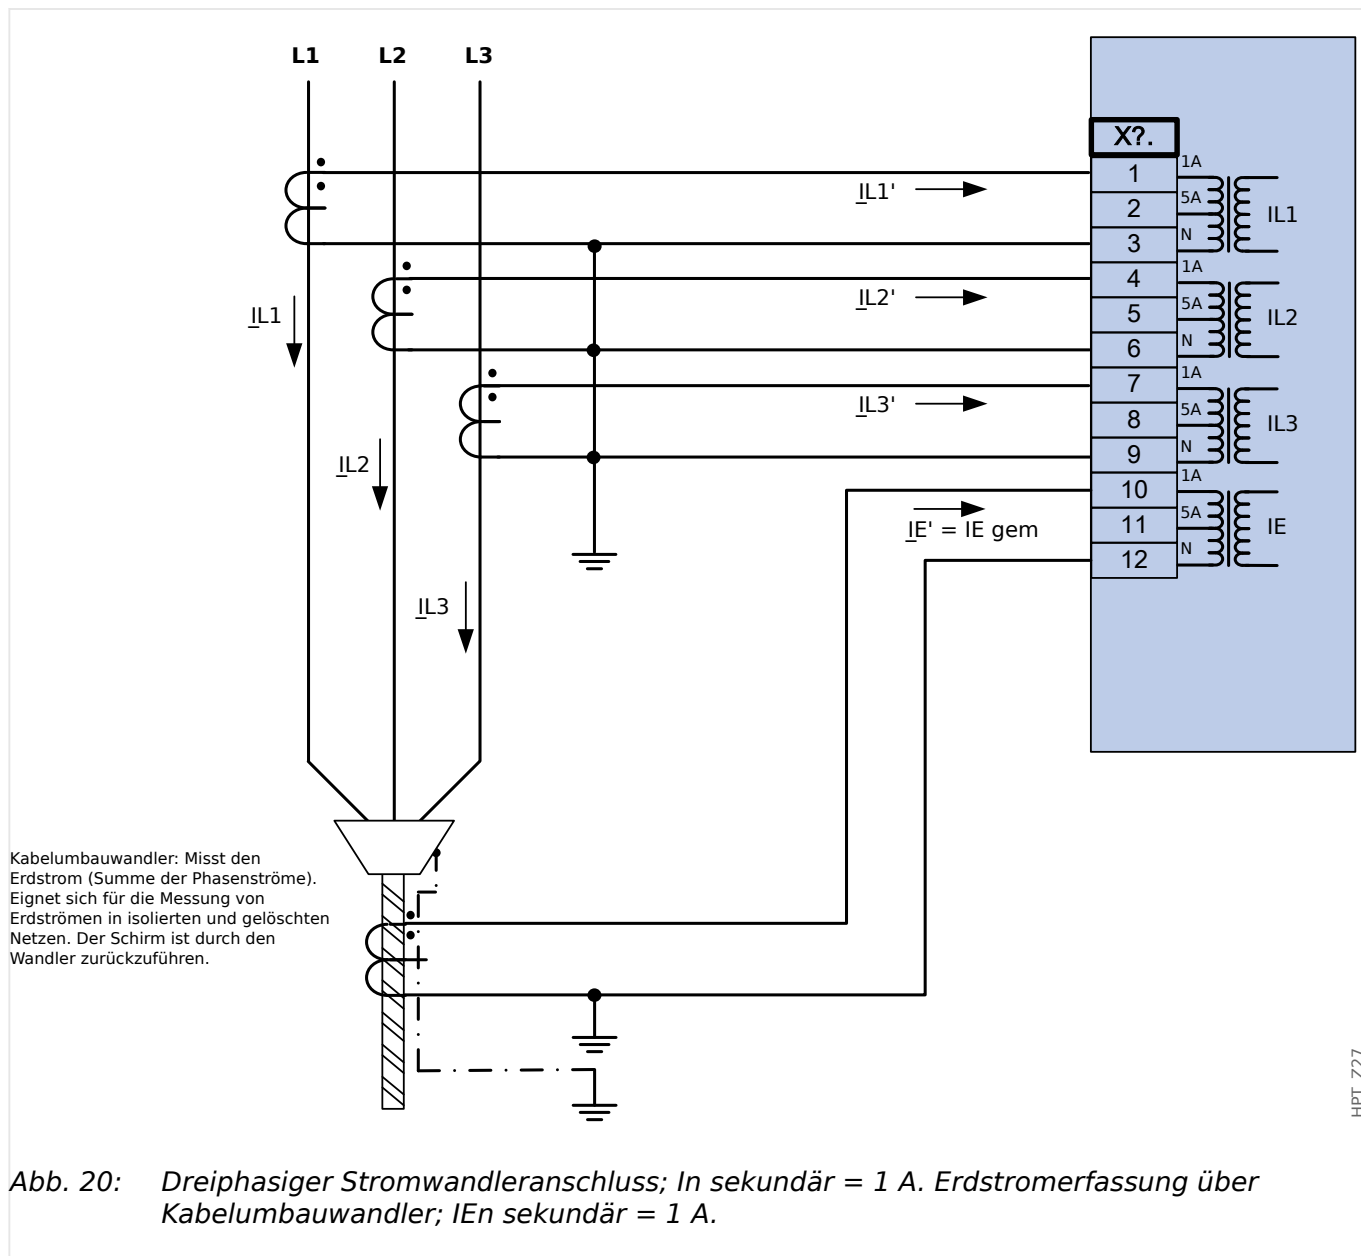 L1 L2 L3
X?.
1 1A
2 5A
3 N
IL1
4 1A
5 5A
6 N
IL2
7 1A
8 5A
9 N
IL3
10 1A
11 5A
12 N
IE
IL1'
IL2'
IL3'
IE' = IE gem
IL1
IL2
IL3
Kabelumbauwandler: Misst den
Erdstrom (Summe der Phasenströme).
Eignet sich für die Messung von
Erdströmen in isolierten und gelöschten
Netzen. Der Schirm ist durch den
Wandler zurückzuführen.
HPT_Z27
Abb. 20: Dreiphasiger Stromwandleranschluss; In sekundär = 1 A. Erdstromerfassung über
Kabelumbauwandler; IEn sekundär = 1 A.